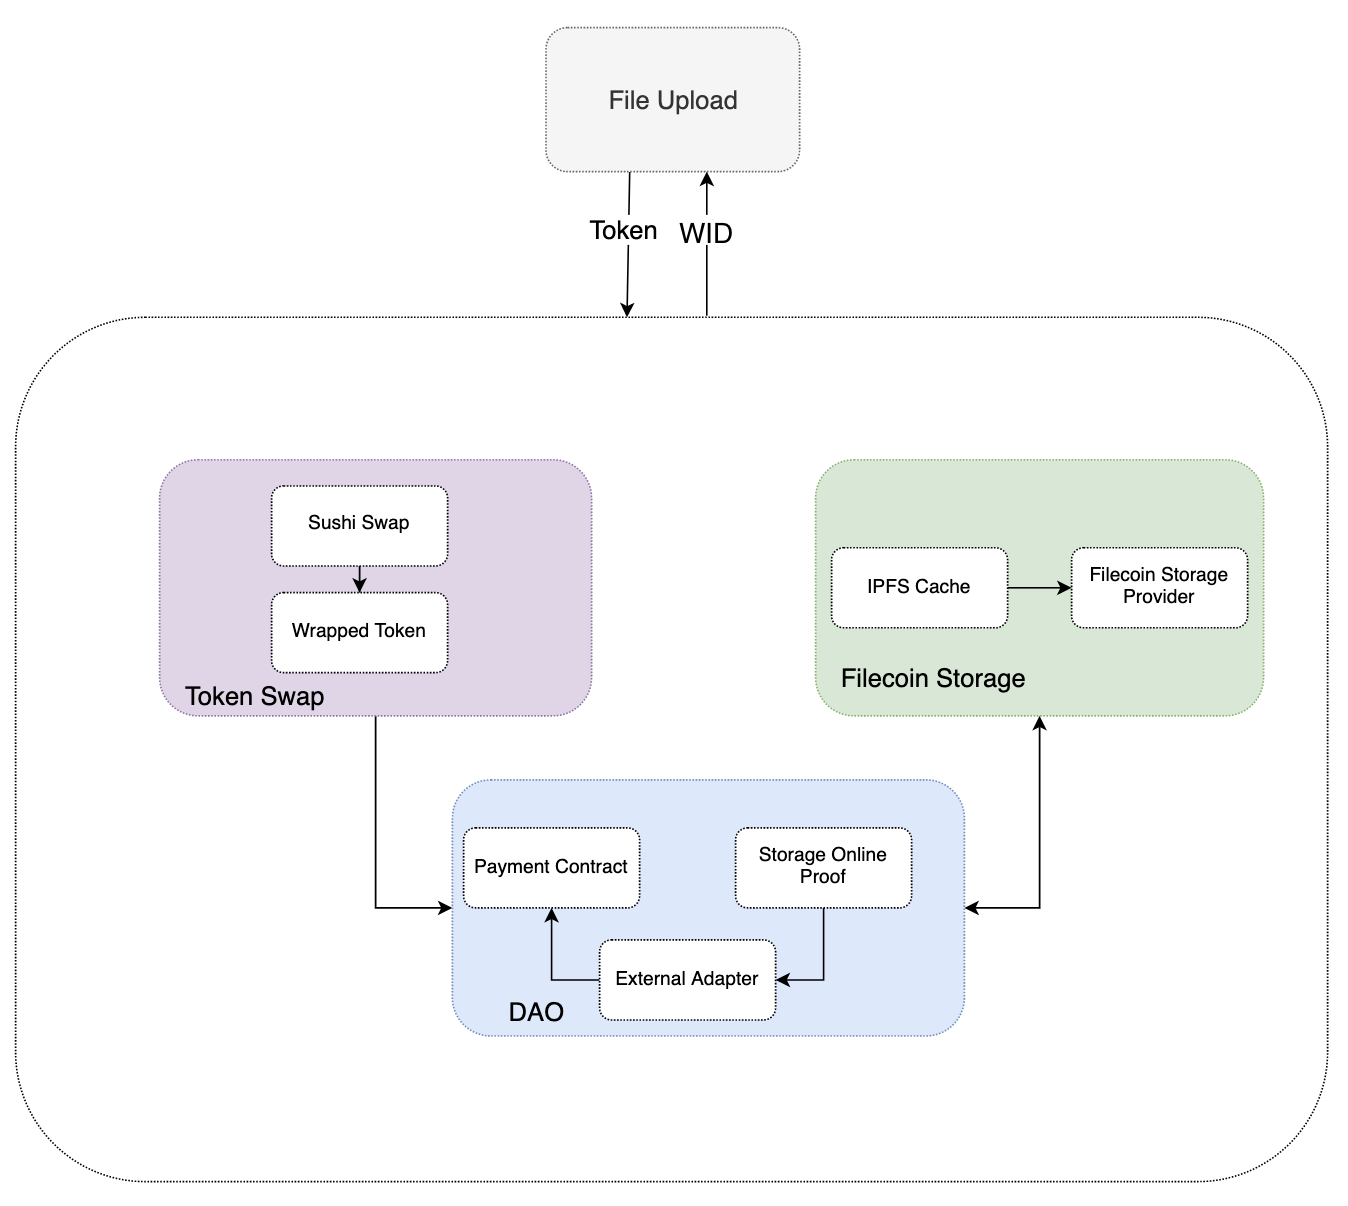 File Upload
Token
WID
Sushi Swap
Wrapped Token
Token Swap
IPFS Cache
Filecoin Storage
Provider
Filecoin Storage
Payment Contract
Storage Online
Proof
External Adapter
DAO